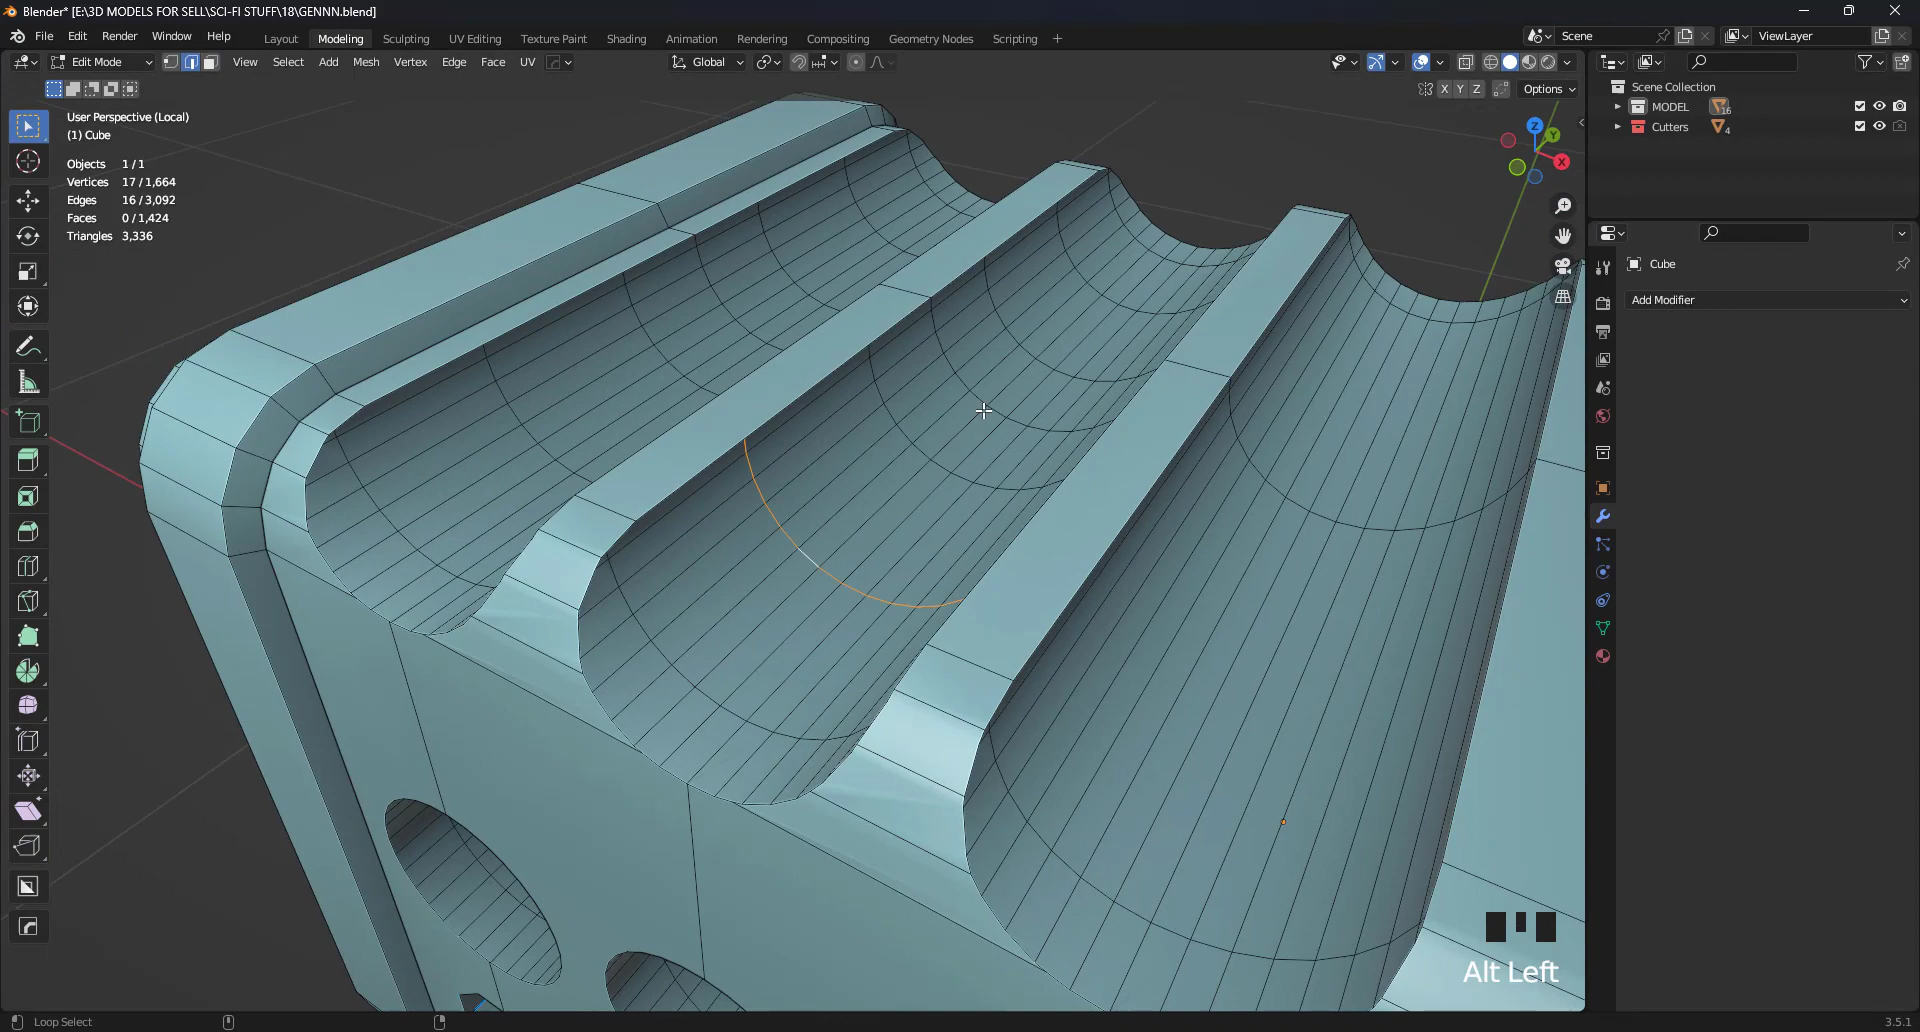 Blender* [E:\3D MODELS FOR SELL\SCI-FI STUFF\18\GENNN.blend]
File Edit Render Window Help Layout Modeling Sculpting UV Editing Texture Paint Shading Animation Rendering Compositing Geometry Nodes Scripting + Scene ViewLayer
Edit Mode View Select Add Mesh Vertex Edge Face UV Global
X Y Z Options
User Perspective (Local)
(1) Cube
Objects 1/1
Vertices 17/1,664
Edges 16/3,092
Faces 0/1,424
Triangles 3,336
Z
Y
X
Scene Collection
MODEL 16
Cutters 4
Cube
Add Modifier
Alt Left
Loop Select
3.5.1